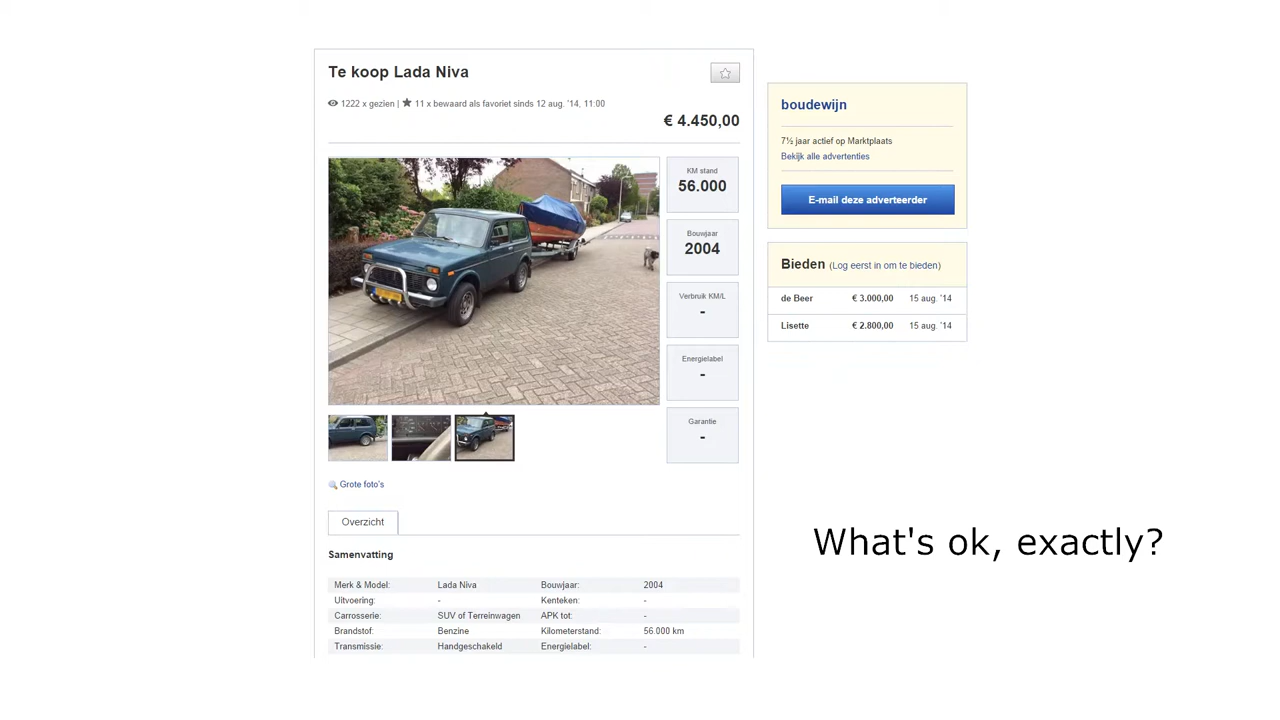 Te koop Lada Niva
1222 x gezien | 11 x bewaard als favoriet sinds 12 aug. '14, 11:00
€ 4.450,00
KM stand
56.000
Bouwjaar
2004
Verbruik KM/L
-
Energielabel
-
Garantie
-
Grote foto's
Overzicht
Samenvatting
Merk & Model: Lada Niva Bouwjaar: 2004
Uitvoering: - Kenteken: -
Carrosserie: SUV of Terreinwagen APK tot: -
Brandstof: Benzine Kilometerstand: 56.000 km
Transmissie: Handgeschakeld Energielabel: -
boudewijn
7½ jaar actief op Marktplaats
Bekijk alle advertenties
E-mail deze adverteerder
Bieden (Log eerst in om te bieden)
de Beer € 3.000,00 15 aug. '14
Lisette € 2.800,00 15 aug. '14
What's ok, exactly?